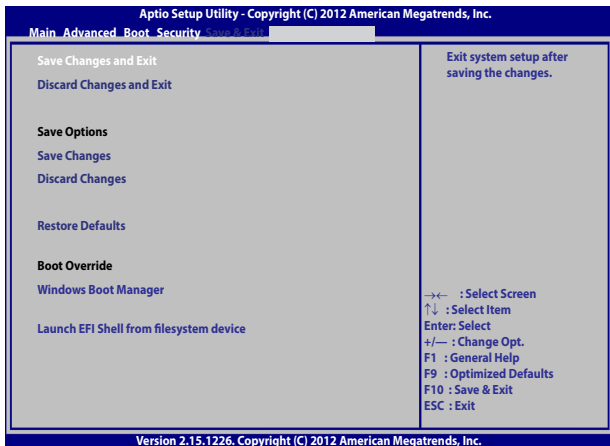 Aptio Setup Utility - Copyright (C) 2012 American Megatrends, Inc.
Main Advanced Boot Security Save & Exit
Save Changes and Exit
Discard Changes and Exit
Save Options
Save Changes
Discard Changes
Restore Defaults
Boot Override
Windows Boot Manager
Launch EFI Shell from filesystem device
Exit system setup after
saving the changes.
→← : Select Screen
↑↓ : Select Item
Enter: Select
+/— : Change Opt.
F1 : General Help
F9 : Optimized Defaults
F10 : Save & Exit
ESC : Exit
Version 2.15.1226. Copyright (C) 2012 American Megatrends, Inc.